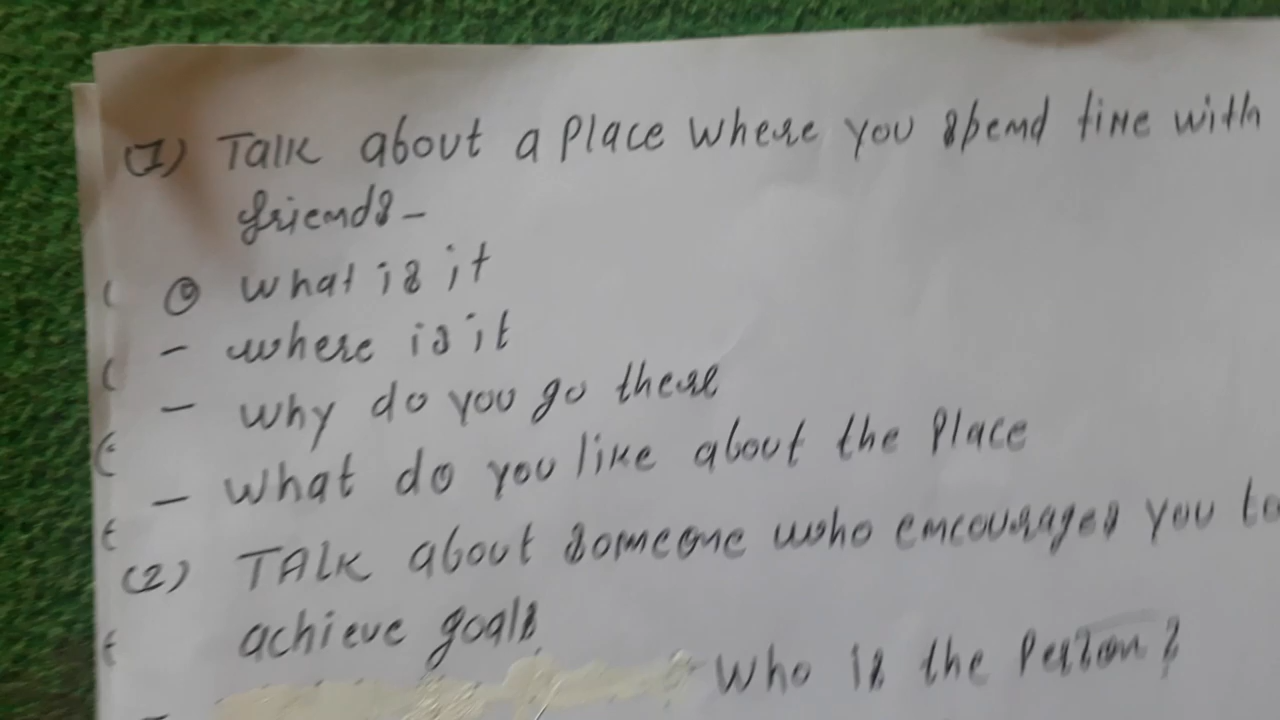 (1) Talk about a Place where you spend time with
friends-
what is it
- where is it
- why do you go there
- what do you like about the Place
(2) TAlk about someone who encourages you to
achieve goals
Who is the Person?